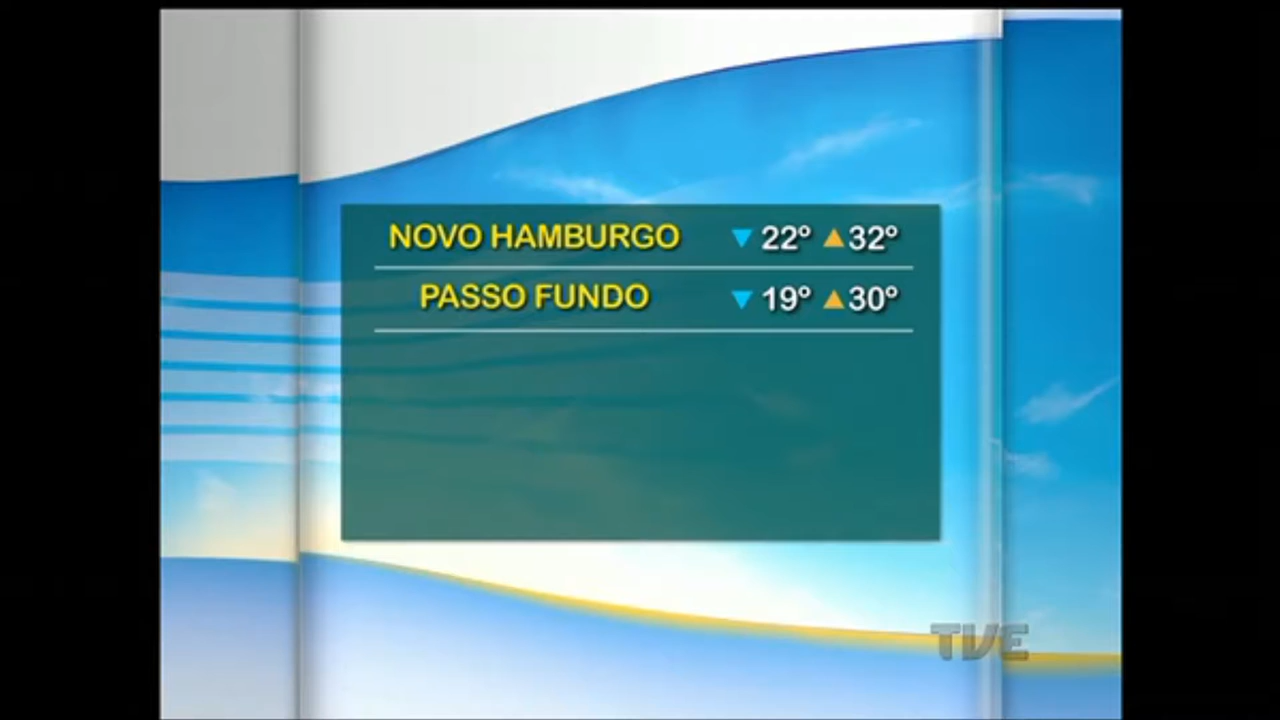 NOVO HAMBURGO ▼ 22º ▲ 32º
PASSO FUNDO ▼ 19º ▲ 30º
TVE